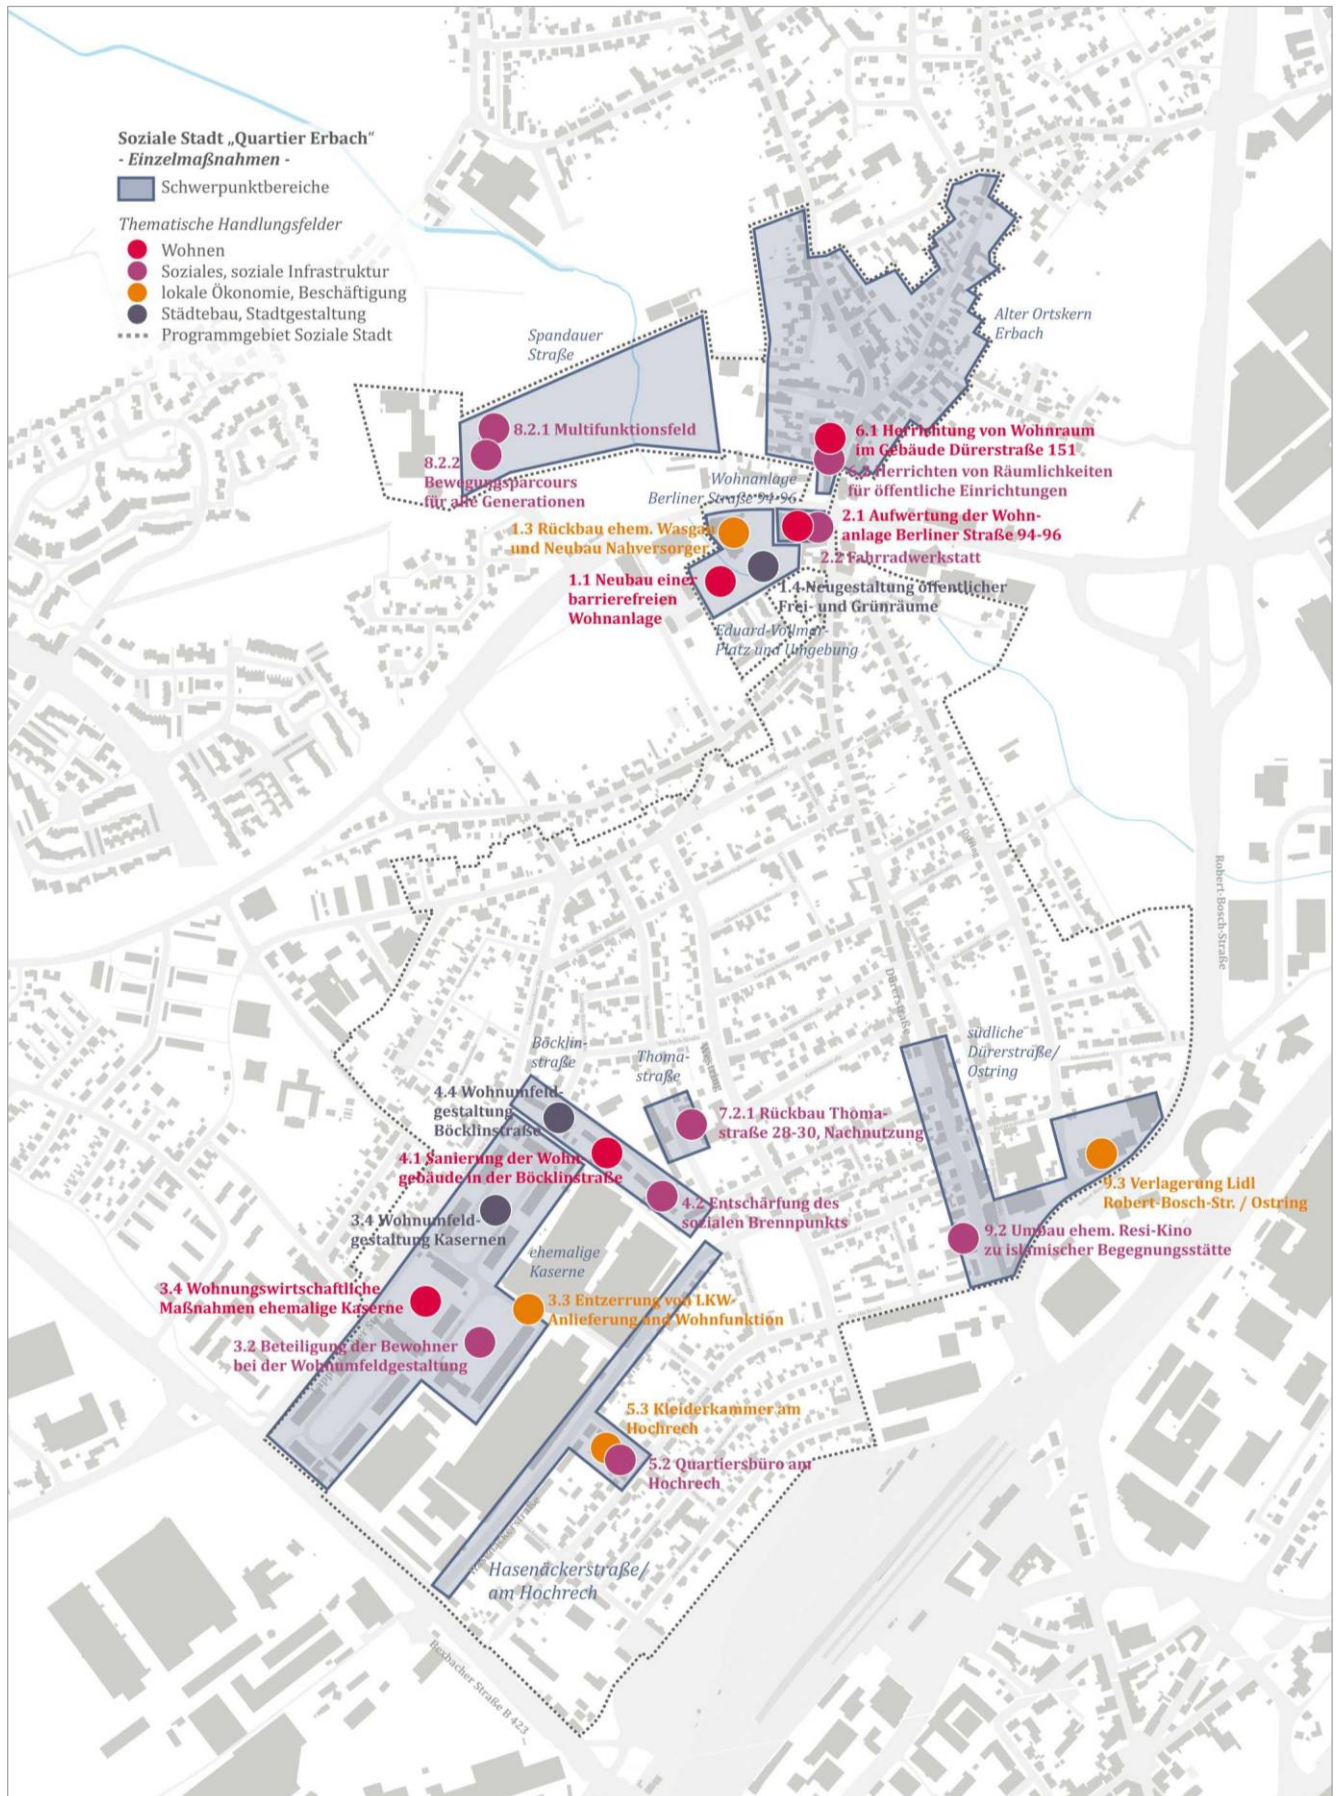 Soziale Stadt „Quartier Erbach“
- Einzelmaßnahmen -
Schwerpunktbereiche
Thematische Handlungsfelder
Wohnen
Soziales, soziale Infrastruktur
lokale Ökonomie, Beschäftigung
Städtebau, Stadtgestaltung
Programmgebiet Soziale Stadt
Spandauer
Straße
Alter Ortskern
Erbach
8.2.1 Multifunktionsfeld
8.2.2
Bewegungsparcours
für alle Generationen
6.1 Herrichtung von Wohnraum
im Gebäude Dürerstraße 151
Herrichten von Räumlichkeiten
für öffentliche Einrichtungen
Wohnanlage
Berliner Straße 94-96
1.3 Rückbau ehem. Wasgau
und Neubau Nahversorger
2.1 Aufwertung der Wohn-
anlage Berliner Straße 94-96
2.2 Fahrradwerkstatt
1.1 Neubau einer
barrierefreien
Wohnanlage
1.4 Neugestaltung öffentlicher
Frei- und Grünräume
Eduard-Vollmer-
Platz und Umgebung
Robert-Bosch-Straße
Dürerstraße
Westring
südliche
Dürerstraße/
Ostring
Böcklin-
straße
Thoma-
straße
4.4 Wohnumfeld-
gestaltung
Böcklinstraße
7.2.1 Rückbau Thoma-
straße 28-30, Nachnutzung
4.1 Sanierung der Wohn-
gebäude in der Böcklinstraße
4.2 Entschärfung des
sozialen Brennpunkts
9.3 Verlagerung Lidl
Robert-Bosch-Str. / Ostring
3.4 Wohnumfeld-
gestaltung Kasernen
9.2 Umbau ehem. Resi-Kino
zu islamischer Begegnungsstätte
ehemalige
Kaserne
3.4 Wohnungswirtschaftliche
Maßnahmen ehemalige Kaserne
3.3 Entzerrung von LKW-
Anlieferung und Wohnfunktion
3.2 Beteiligung der Bewohner
bei der Wohnumfeldgestaltung
5.3 Kleiderkammer am
Hochrech
5.2 Quartiersbüro am
Hochrech
Hasenäckerstraße/
am Hochrech
Bexbacher Straße B 423